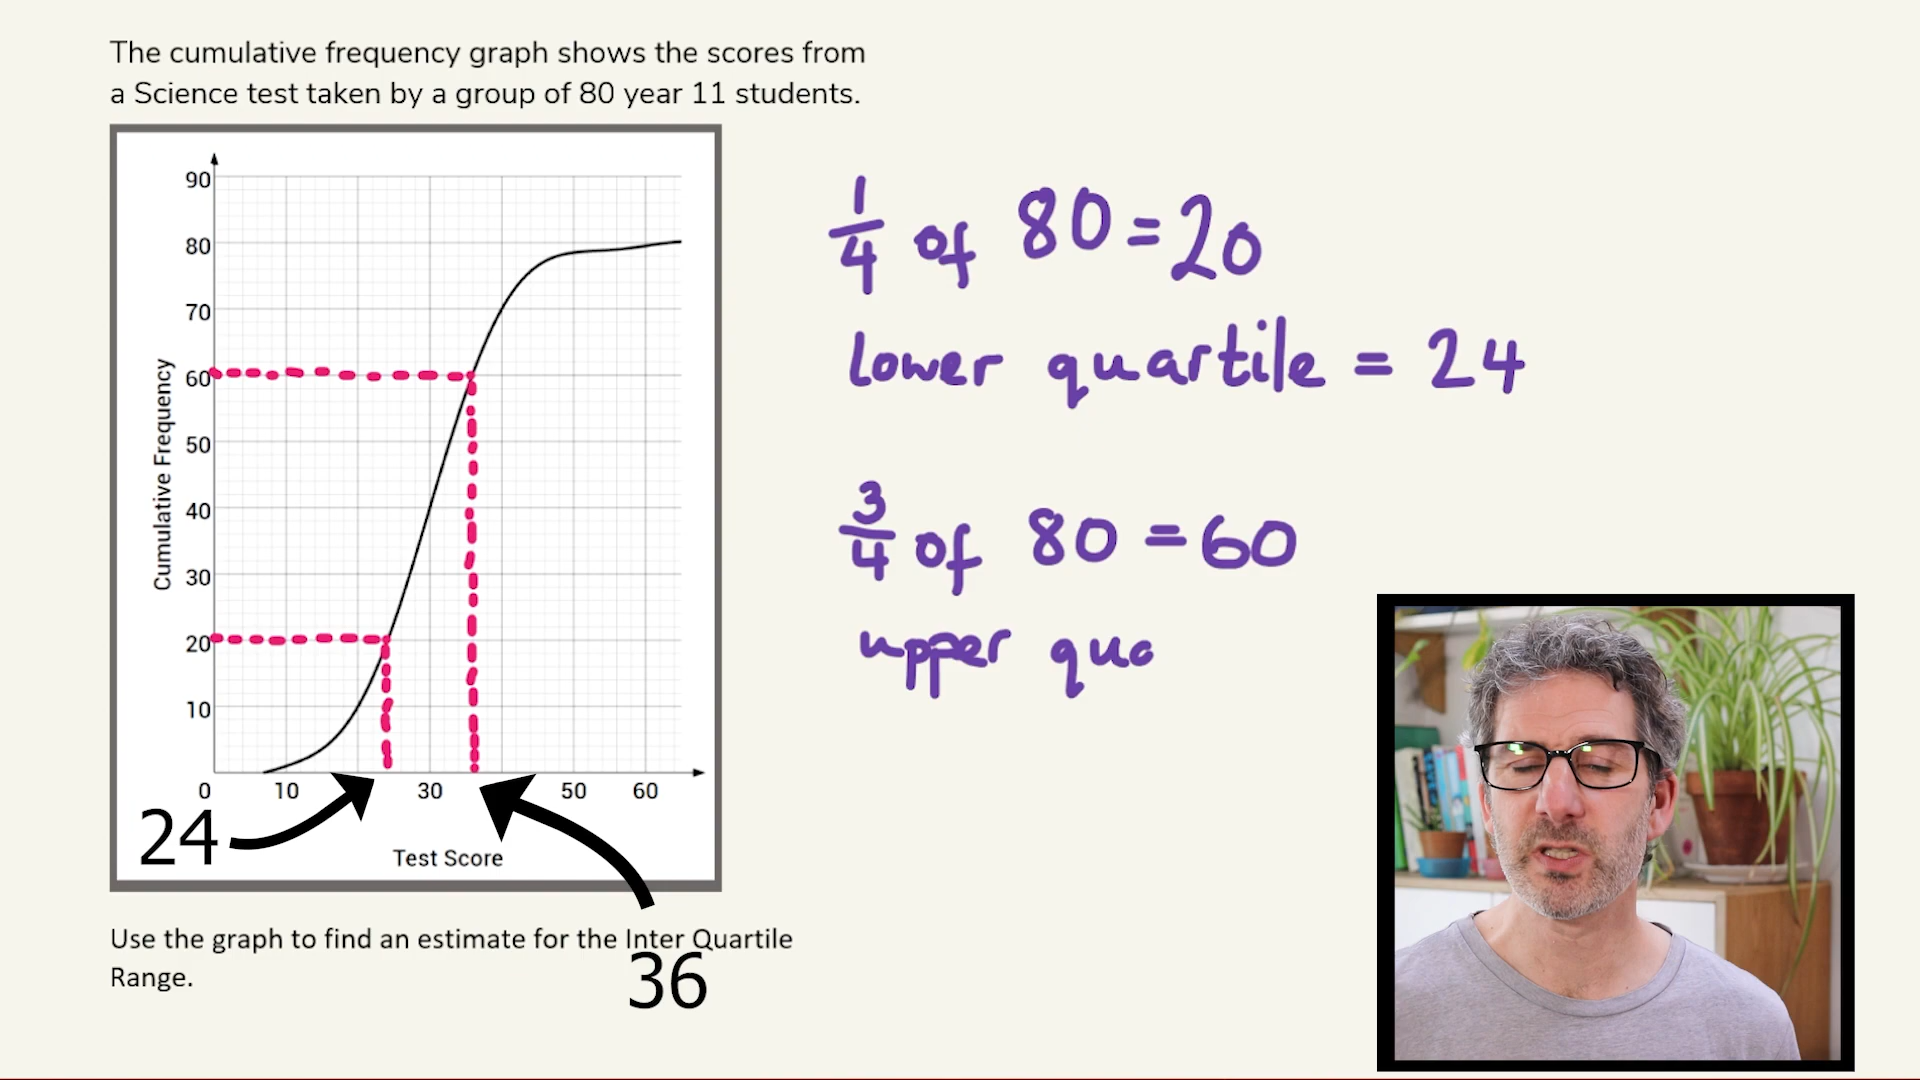 The cumulative frequency graph shows the scores from
a Science test taken by a group of 80 year 11 students.
90
80
70
60
50
40
30
20
10
0
10
30
50
60
Cumulative Frequency
Test Score
24
36
Use the graph to find an estimate for the Inter Quartile
Range.
1/4 of 80 = 20
lower quartile = 24
3/4 of 80 = 60
upper qua